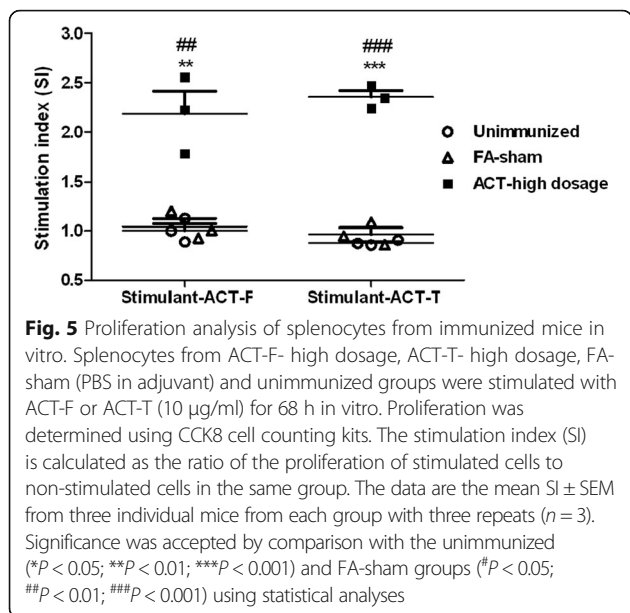 3.0
## ###
** ***
2.5
2.0
1.5
1.0
0.5
Stimulation index (SI)
Unimmunized
FA-sham
ACT-high dosage
Stimulant-ACT-F Stimulant-ACT-T
Fig. 5 Proliferation analysis of splenocytes from immunized mice in
vitro. Splenocytes from ACT-F- high dosage, ACT-T- high dosage, FA-
sham (PBS in adjuvant) and unimmunized groups were stimulated with
ACT-F or ACT-T (10 μg/ml) for 68 h in vitro. Proliferation was
determined using CCK8 cell counting kits. The stimulation index (SI)
is calculated as the ratio of the proliferation of stimulated cells to
non-stimulated cells in the same group. The data are the mean SI ± SEM
from three individual mice from each group with three repeats (n = 3).
Significance was accepted by comparison with the unimmunized
(*P < 0.05; **P < 0.01; ***P < 0.001) and FA-sham groups (#P < 0.05;
##P < 0.01; ###P < 0.001) using statistical analyses